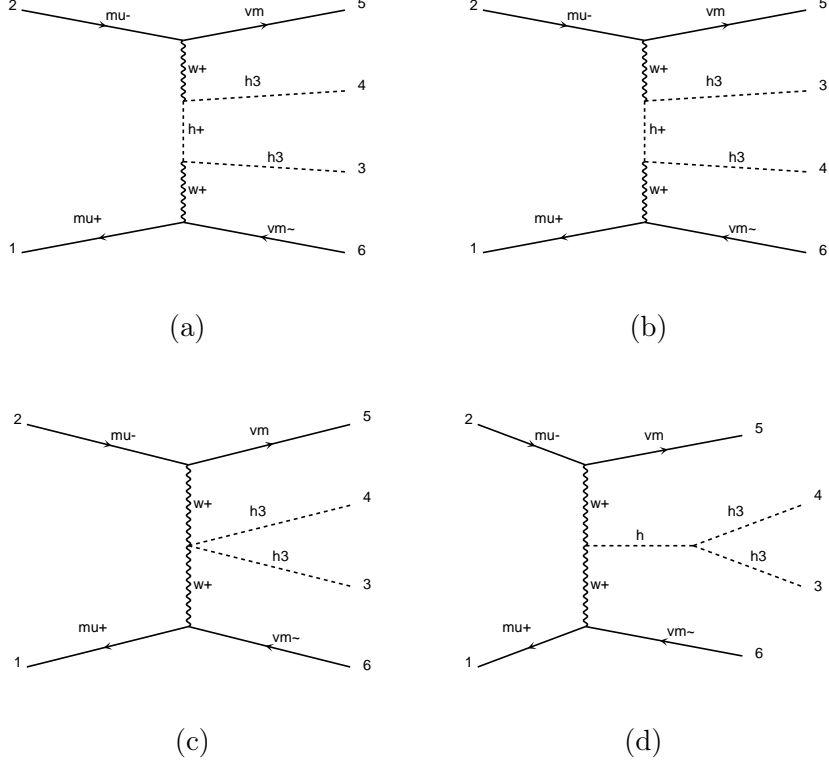 2 mu- vm 5
w+
h3 4
h+
h3 3
w+
mu+ vm~
1 6
(a)
2 mu- vm 5
w+
h3 3
h+
h3 4
w+
mu+ vm~
1 6
(b)
2 mu- vm 5
w+ h3 4
w+ h3 3
mu+ vm~
1 6
(c)
2 mu- vm 5
w+ h3 4
h
w+ h3 3
mu+ vm~
1 6
(d)